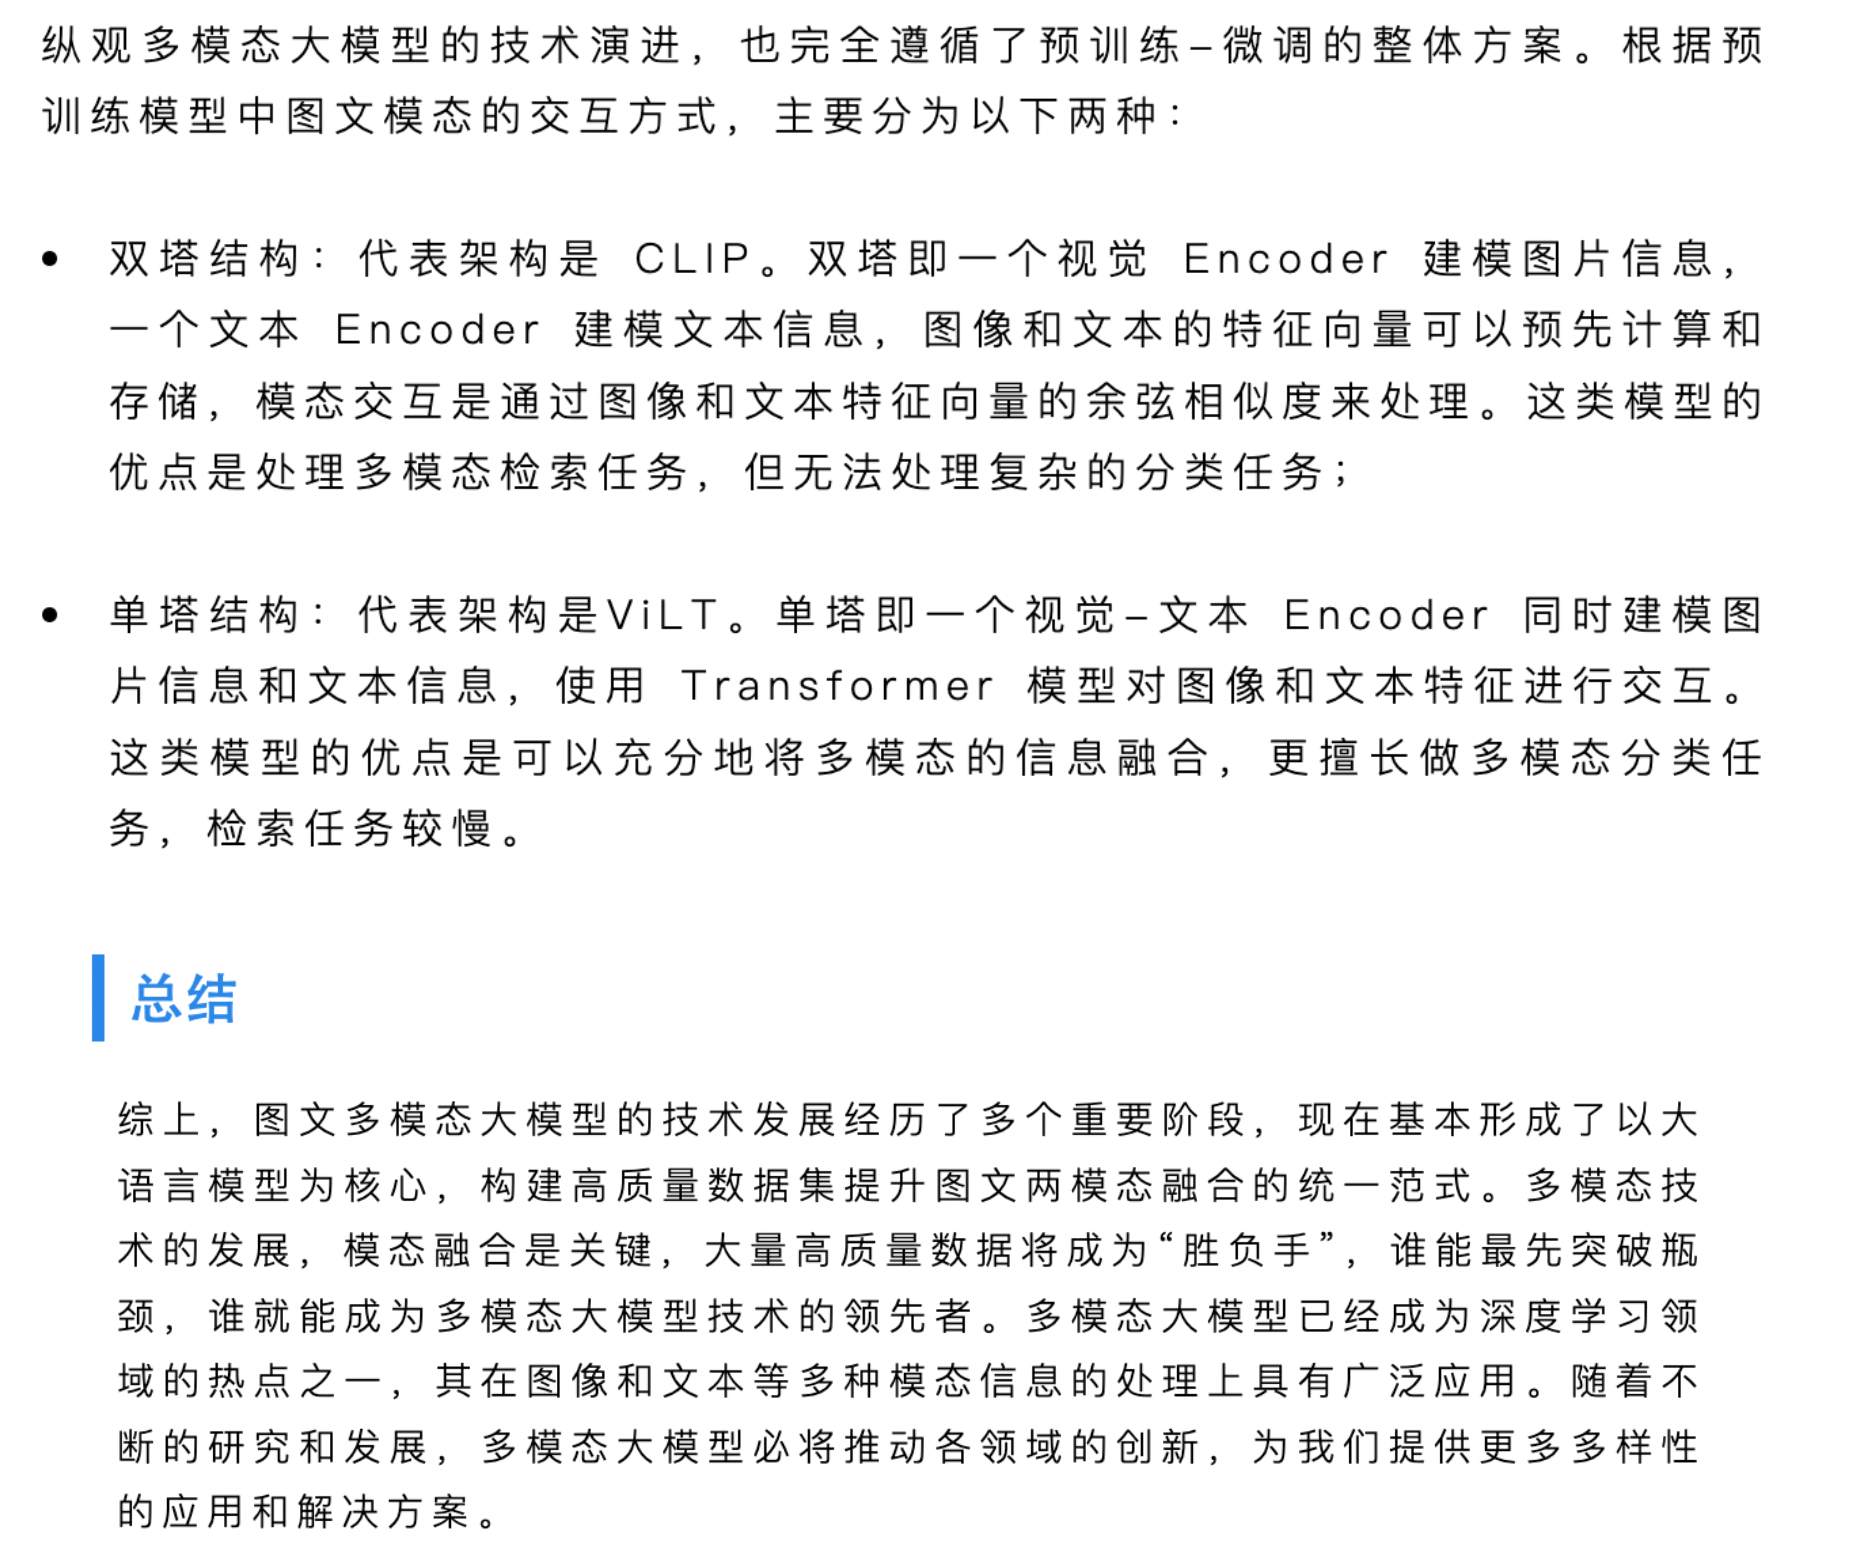 纵观多模态大模型的技术演进，也完全遵循了预训练–微调的整体方案。根据预
训练模型中图文模态的交互方式，主要分为以下两种：
• 双塔结构：代表架构是 CLIP。双塔即一个视觉 Encoder 建模图片信息，
一个文本 Encoder 建模文本信息，图像和文本的特征向量可以预先计算和
存储，模态交互是通过图像和文本特征向量的余弦相似度来处理。这类模型的
优点是处理多模态检索任务，但无法处理复杂的分类任务；
• 单塔结构：代表架构是ViLT。单塔即一个视觉–文本 Encoder 同时建模图
片信息和文本信息，使用 Transformer 模型对图像和文本特征进行交互。
这类模型的优点是可以充分地将多模态的信息融合，更擅长做多模态分类任
务，检索任务较慢。
总结
综上，图文多模态大模型的技术发展经历了多个重要阶段，现在基本形成了以大
语言模型为核心，构建高质量数据集提升图文两模态融合的统一范式。多模态技
术的发展，模态融合是关键，大量高质量数据将成为“胜负手”，谁能最先突破瓶
颈，谁就能成为多模态大模型技术的领先者。多模态大模型已经成为深度学习领
域的热点之一，其在图像和文本等多种模态信息的处理上具有广泛应用。随着不
断的研究和发展，多模态大模型必将推动各领域的创新，为我们提供更多多样性
的应用和解决方案。